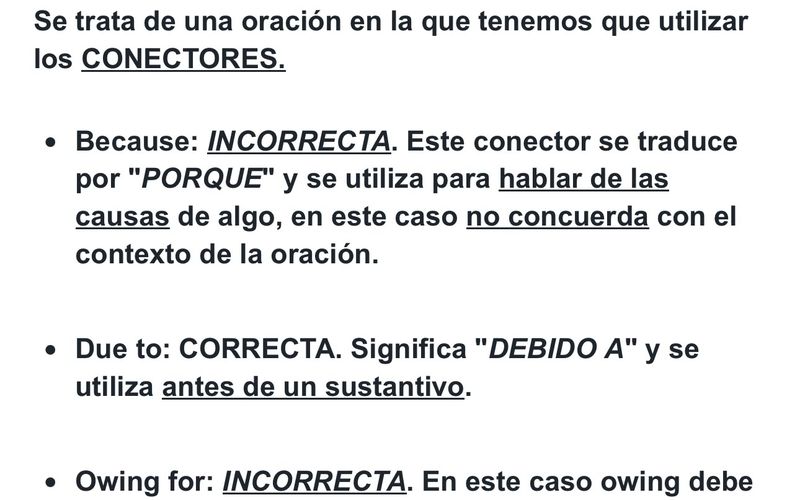 Se trata de una oración en la que tenemos que utilizar
los CONECTORES.
• Because: INCORRECTA. Este conector se traduce
por "PORQUE" y se utiliza para hablar de las
causas de algo, en este caso no concuerda con el
contexto de la oración.
• Due to: CORRECTA. Significa "DEBIDO A" y se
utiliza antes de un sustantivo.
• Owing for: INCORRECTA. En este caso owing debe